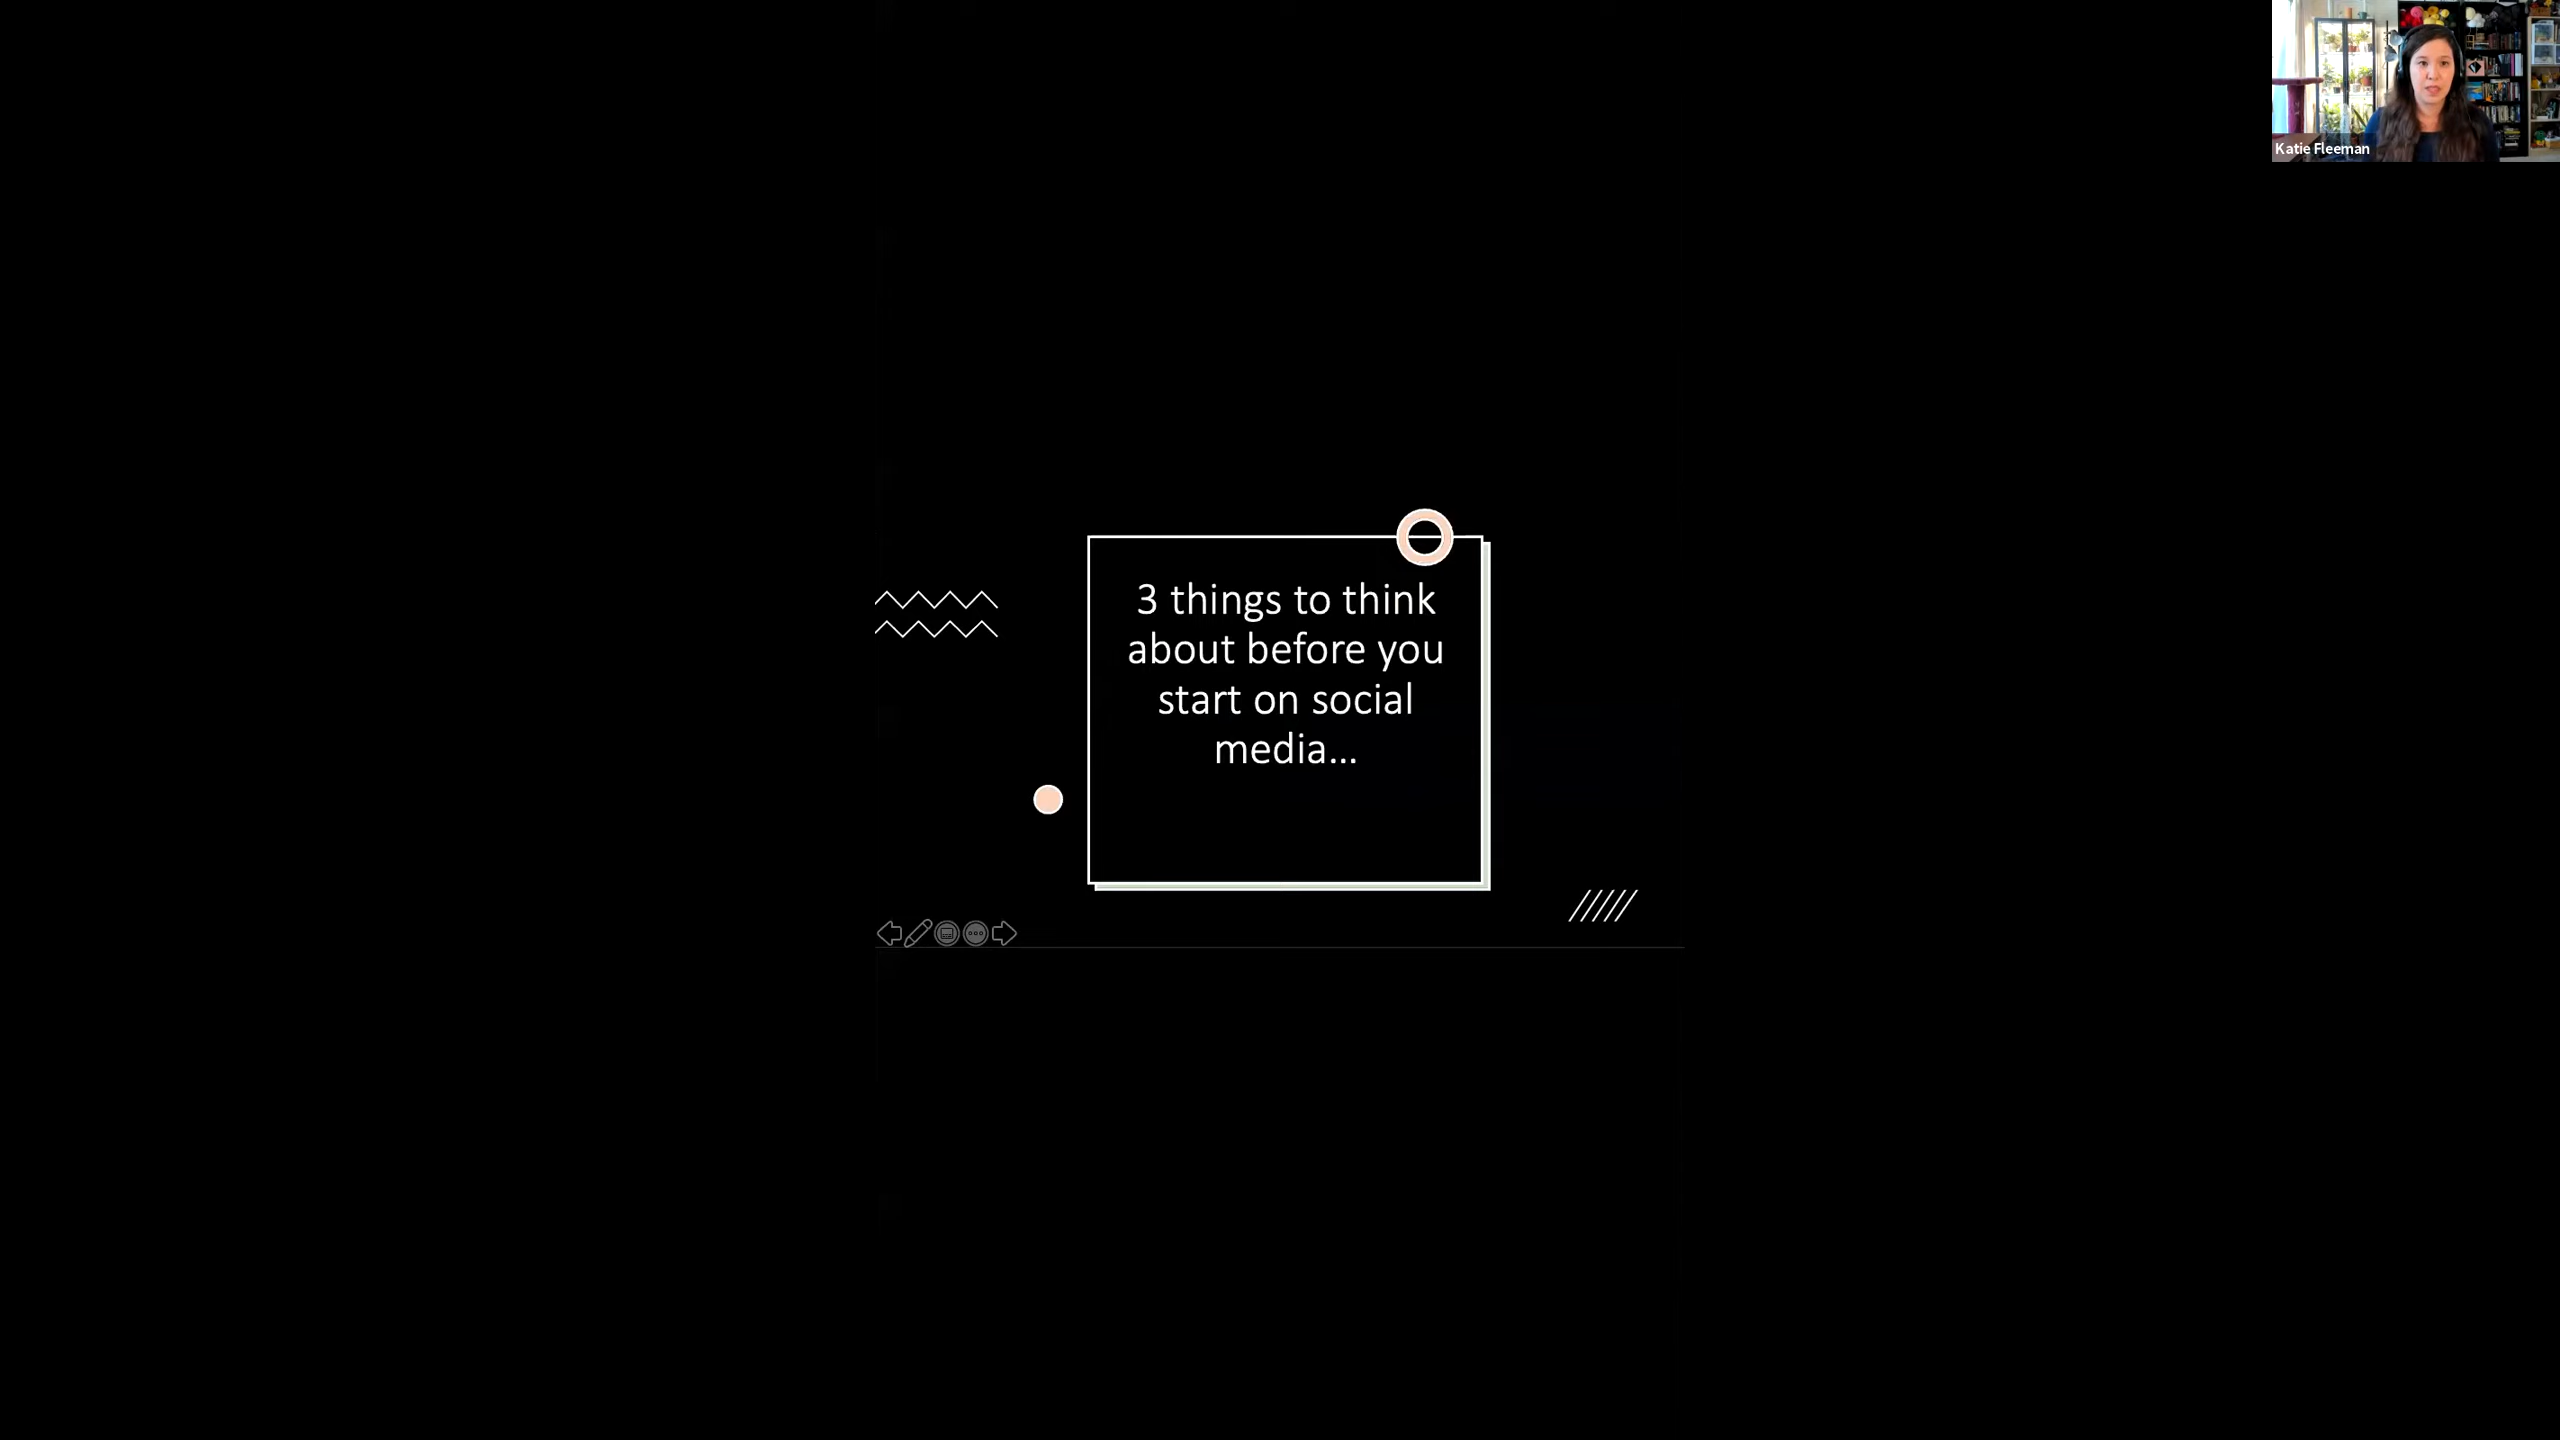 Katie Fleeman
3 things to think
about before you
start on social
media...